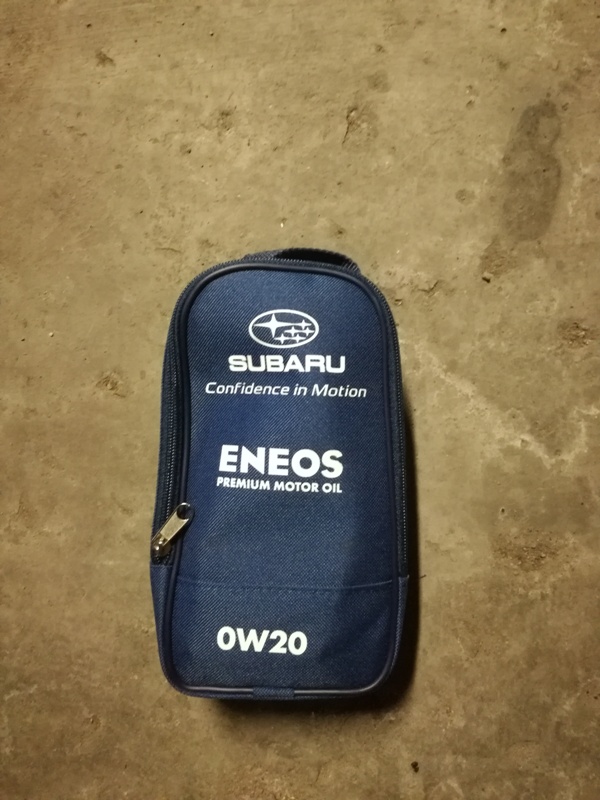 SUBARU
Confidence in Motion
ENEOS
PREMIUM MOTOR OIL
0W20